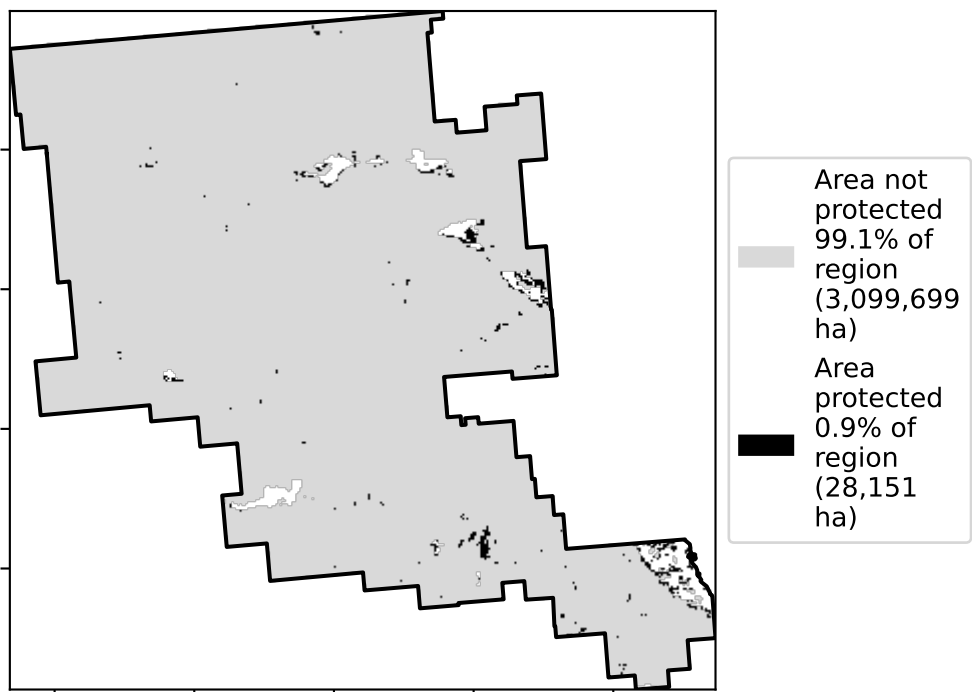 Area not
protected
99.1% of
region
(3,099,699
ha)
Area
protected
0.9% of
region
(28,151
ha)